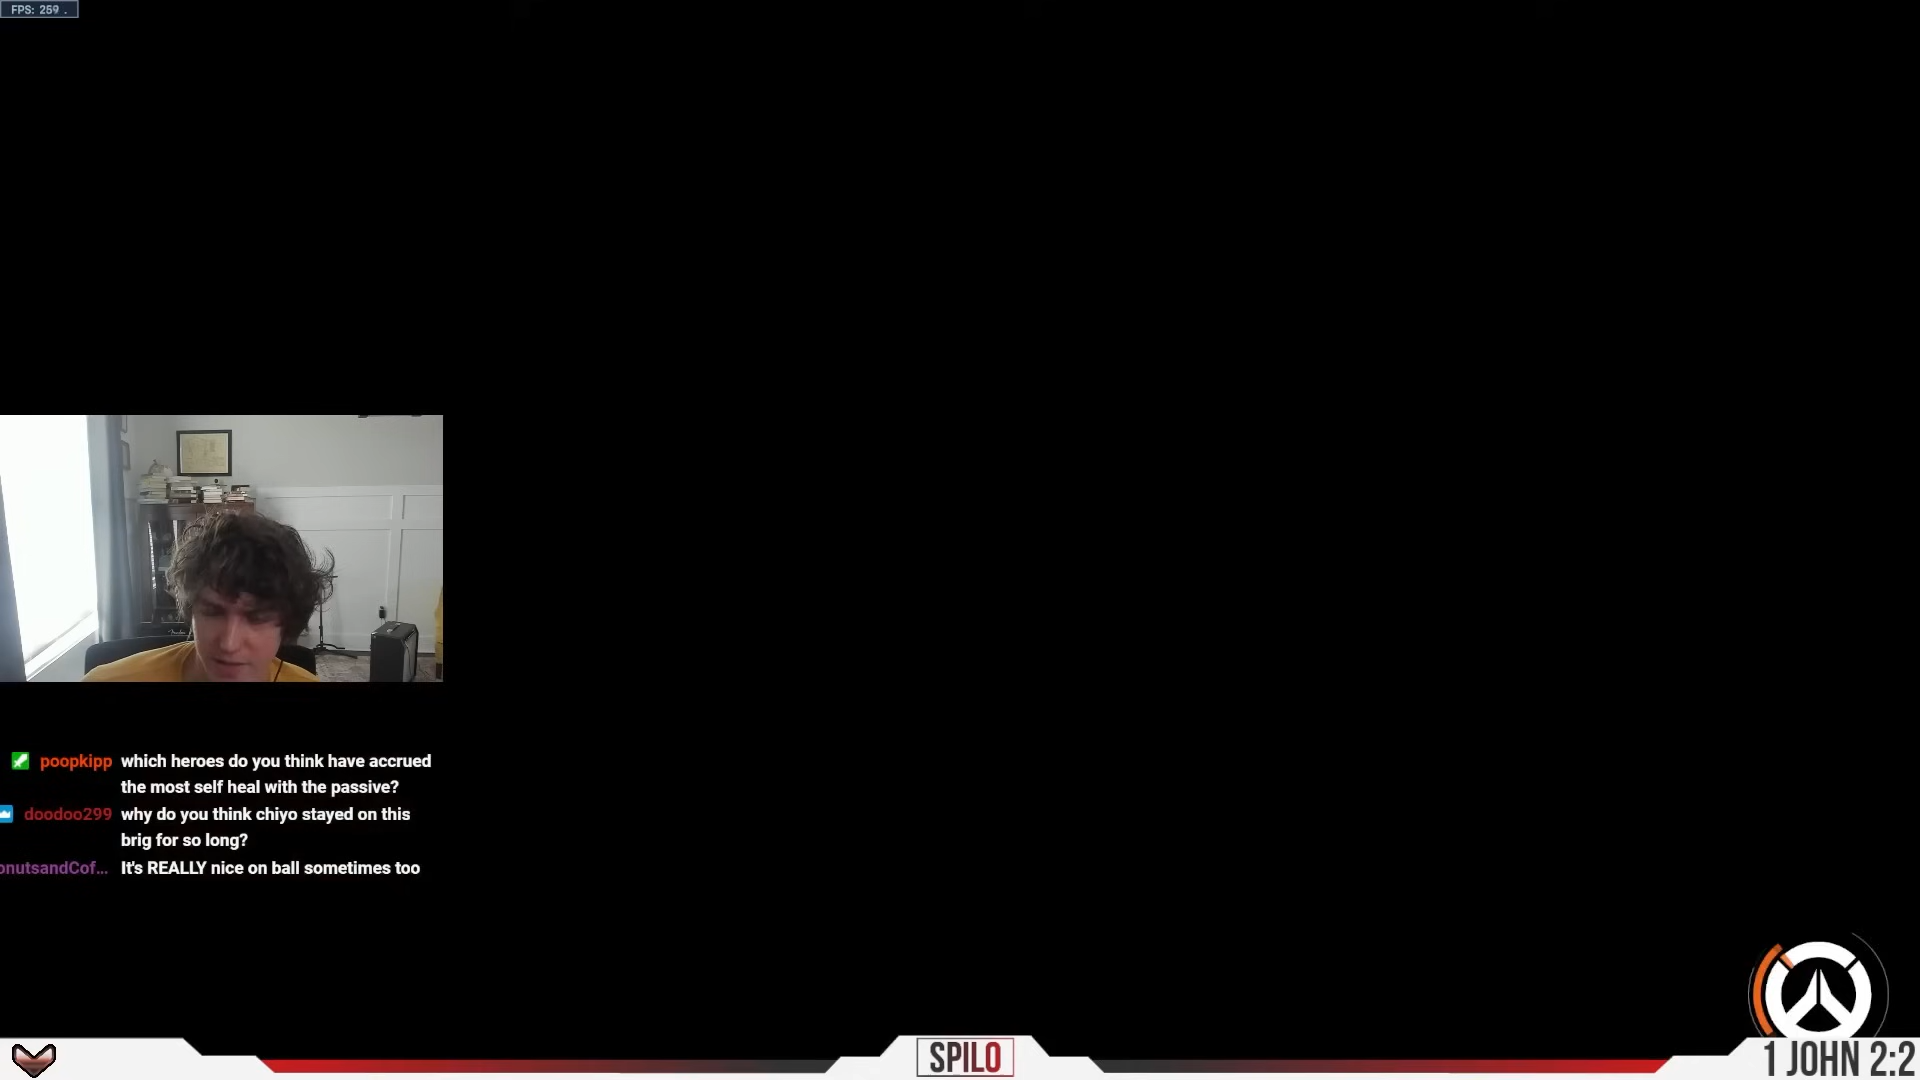 FPS: 259 .
poopkipp which heroes do you think have accrued
the most self heal with the passive?
doodoo299 why do you think chiyo stayed on this
brig for so long?
onutsandCof... It's REALLY nice on ball sometimes too
SPILO
1 JOHN 2:2